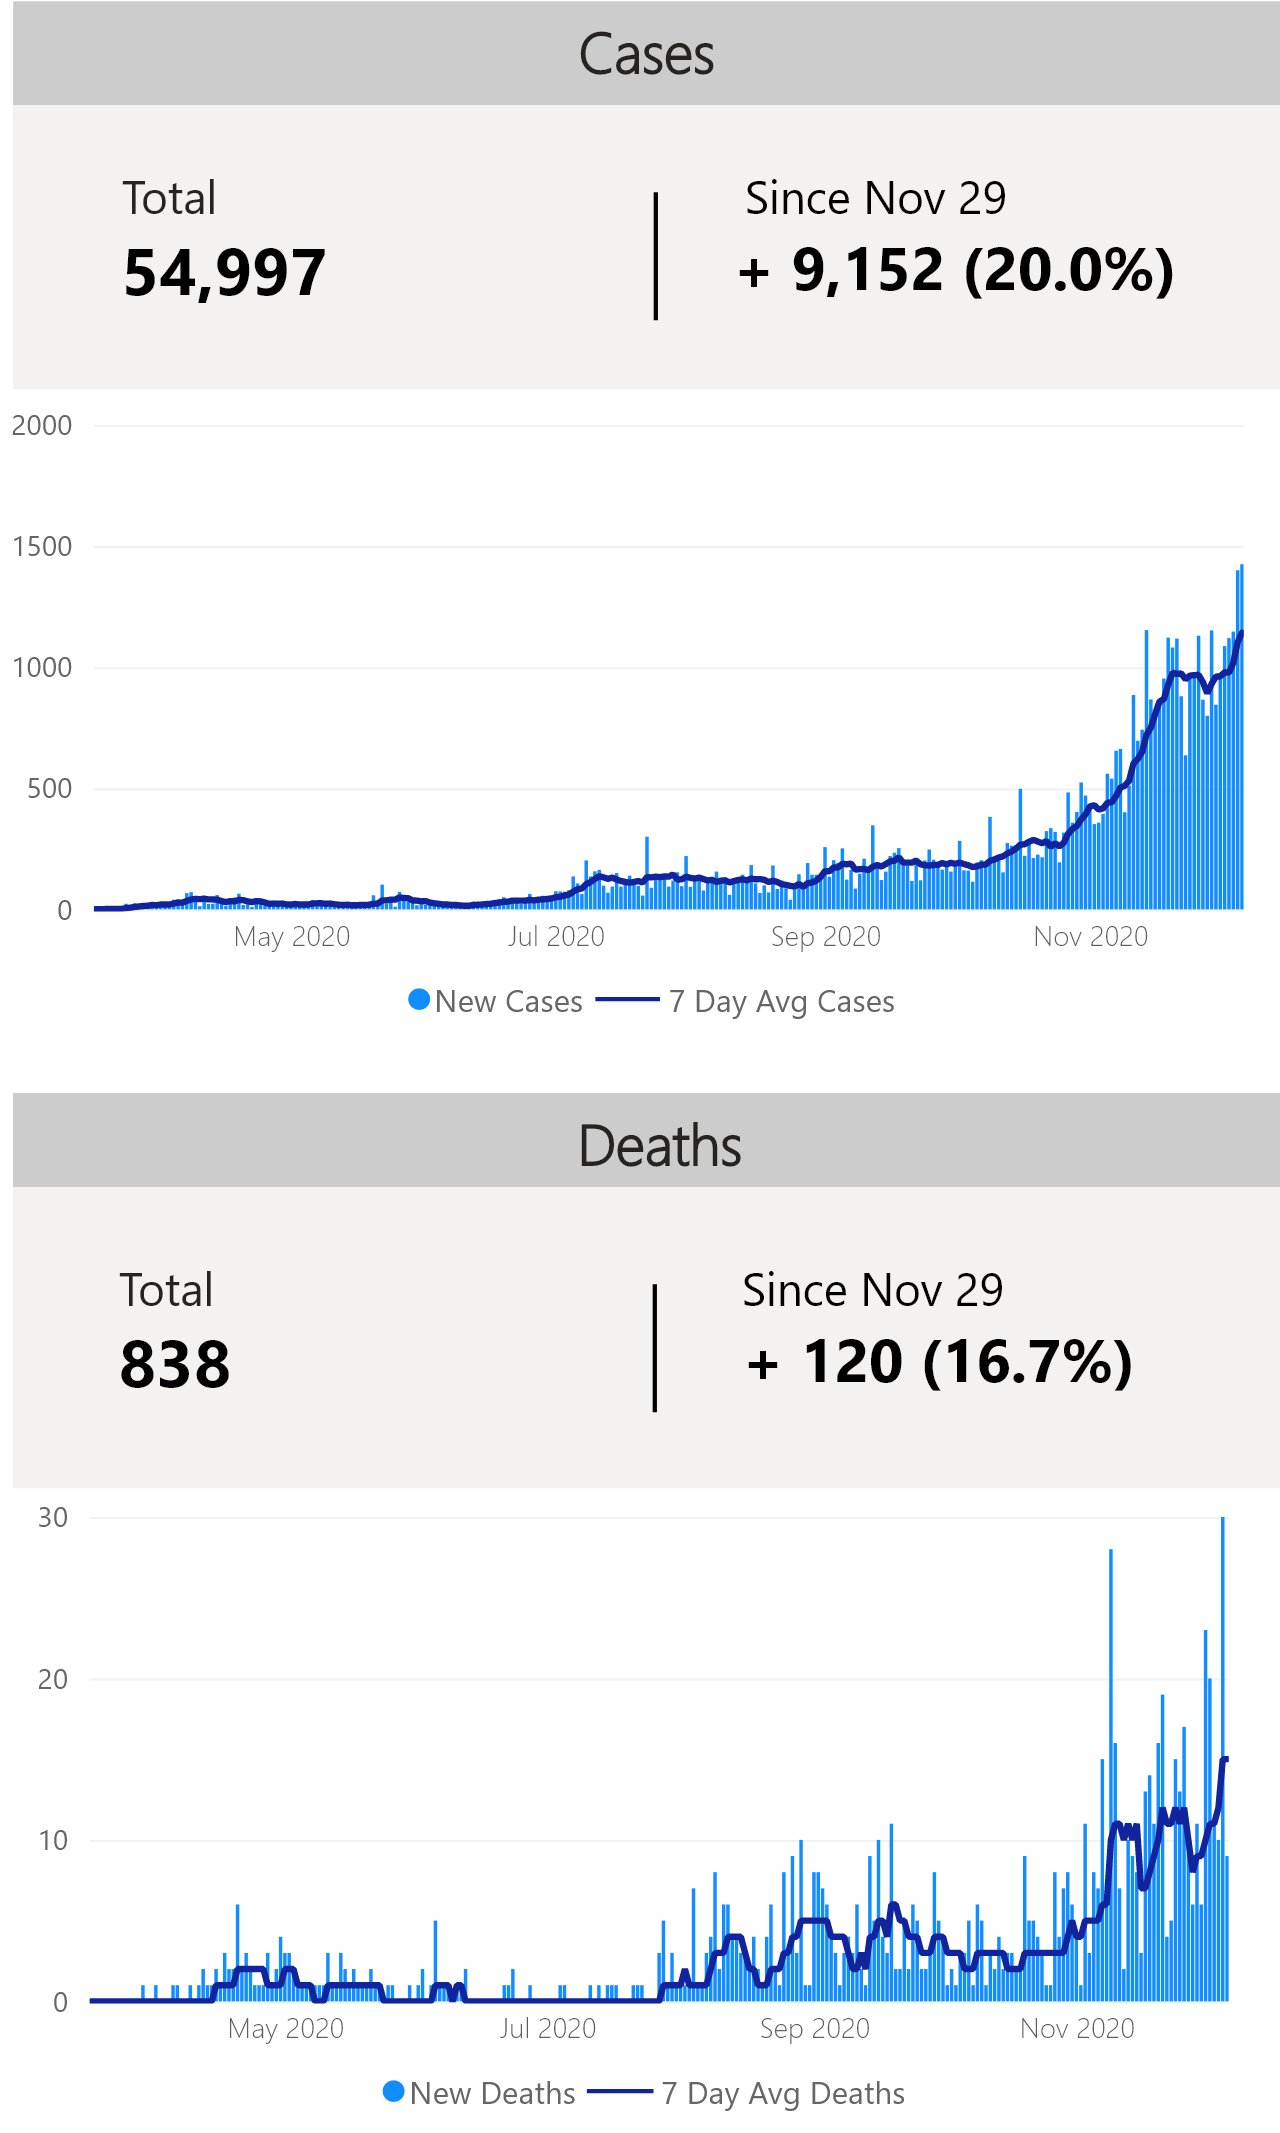 Cases
Total
Since Nov 29
54,997
+ 9,152 (20.0%)
2000
1500
1000
500
0
May 2020
Jul 2020
Sep 2020
Nov 2020
New Cases
7 Day Avg Cases
Deaths
Total
Since Nov 29
838
+ 120 (16.7%)
30
20
10
0
May 2020
Jul 2020
Sep 2020
Nov 2020
New Deaths
7 Day Avg Deaths